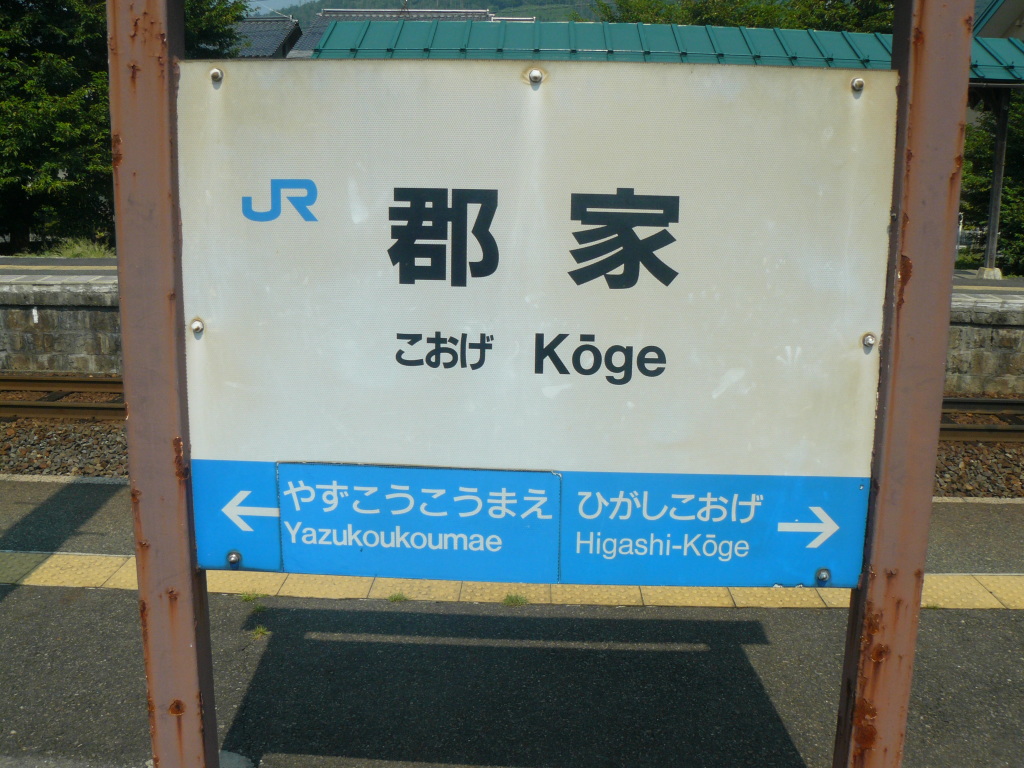 JR 郡家
こおげ Kōge
← やずこうこうまえ ひがしこおげ →
Yazukoukoumae Higashi-Kōge